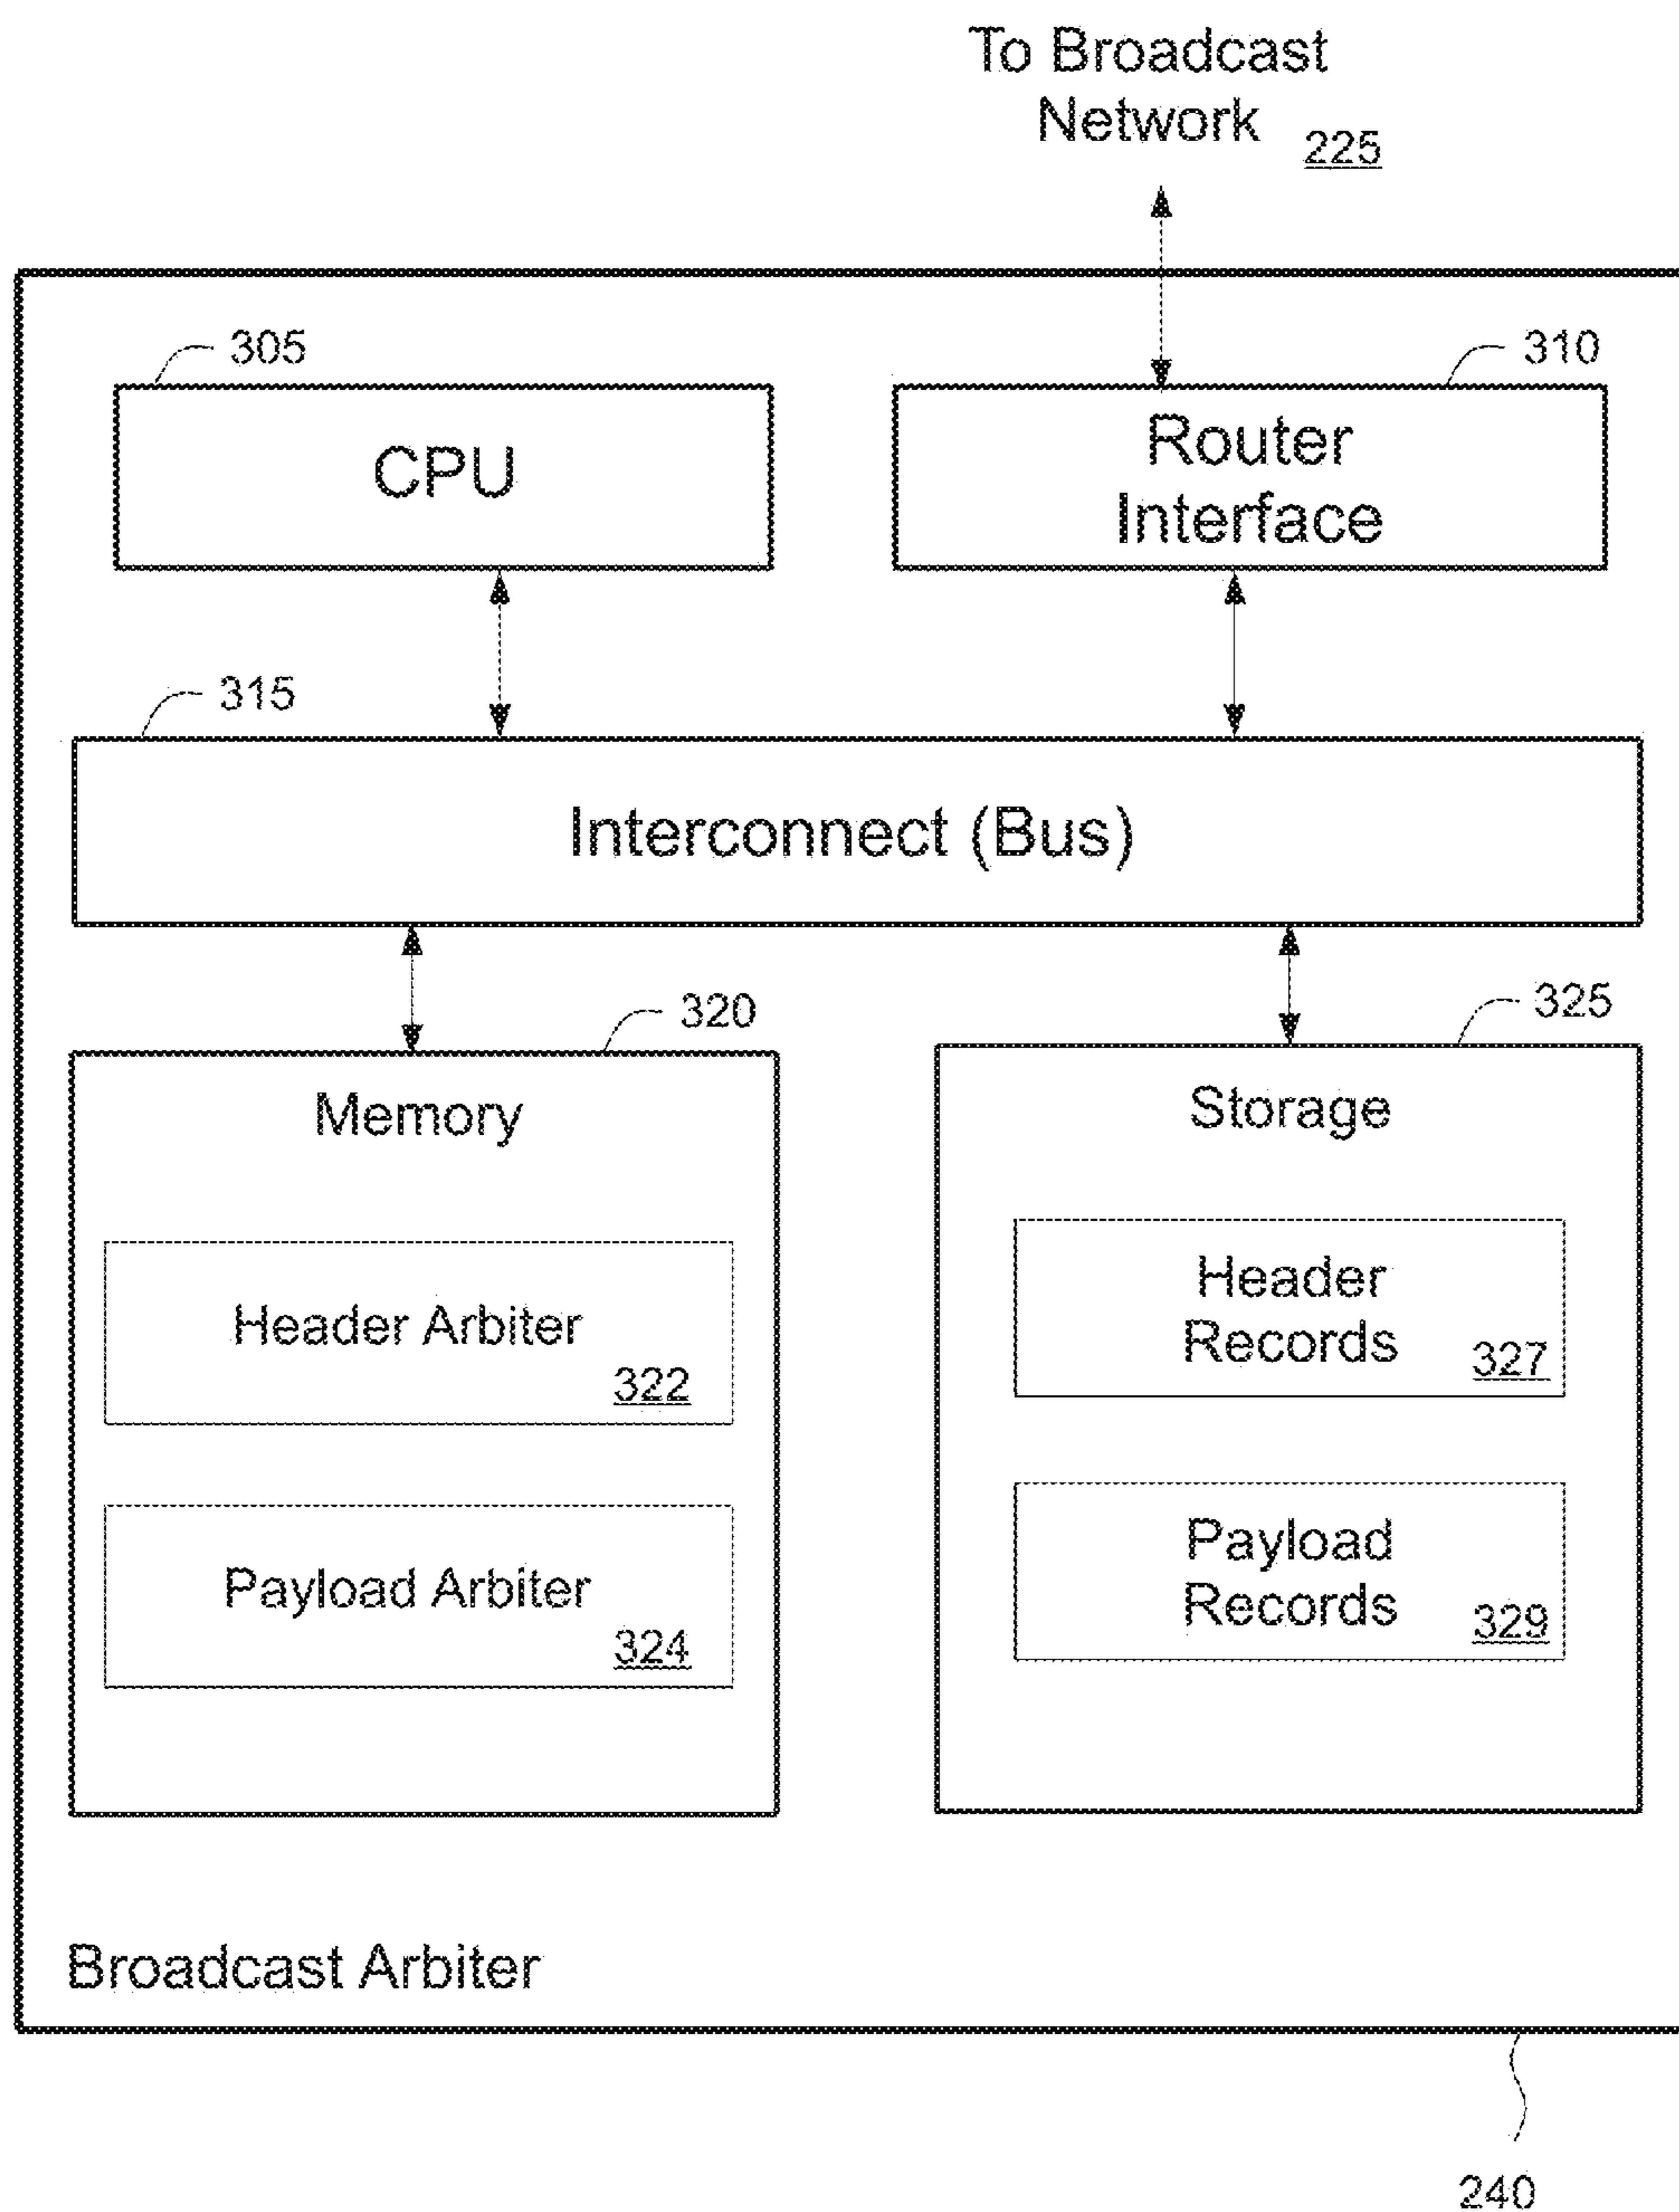 To Broadcast
Network 225
305
310
CPU
Router
Interface
315
Interconnect (Bus)
320
325
Memory
Storage
Header Arbiter
322
Header
Records 327
Payload Arbiter
324
Payload
Records 329
Broadcast Arbiter
240